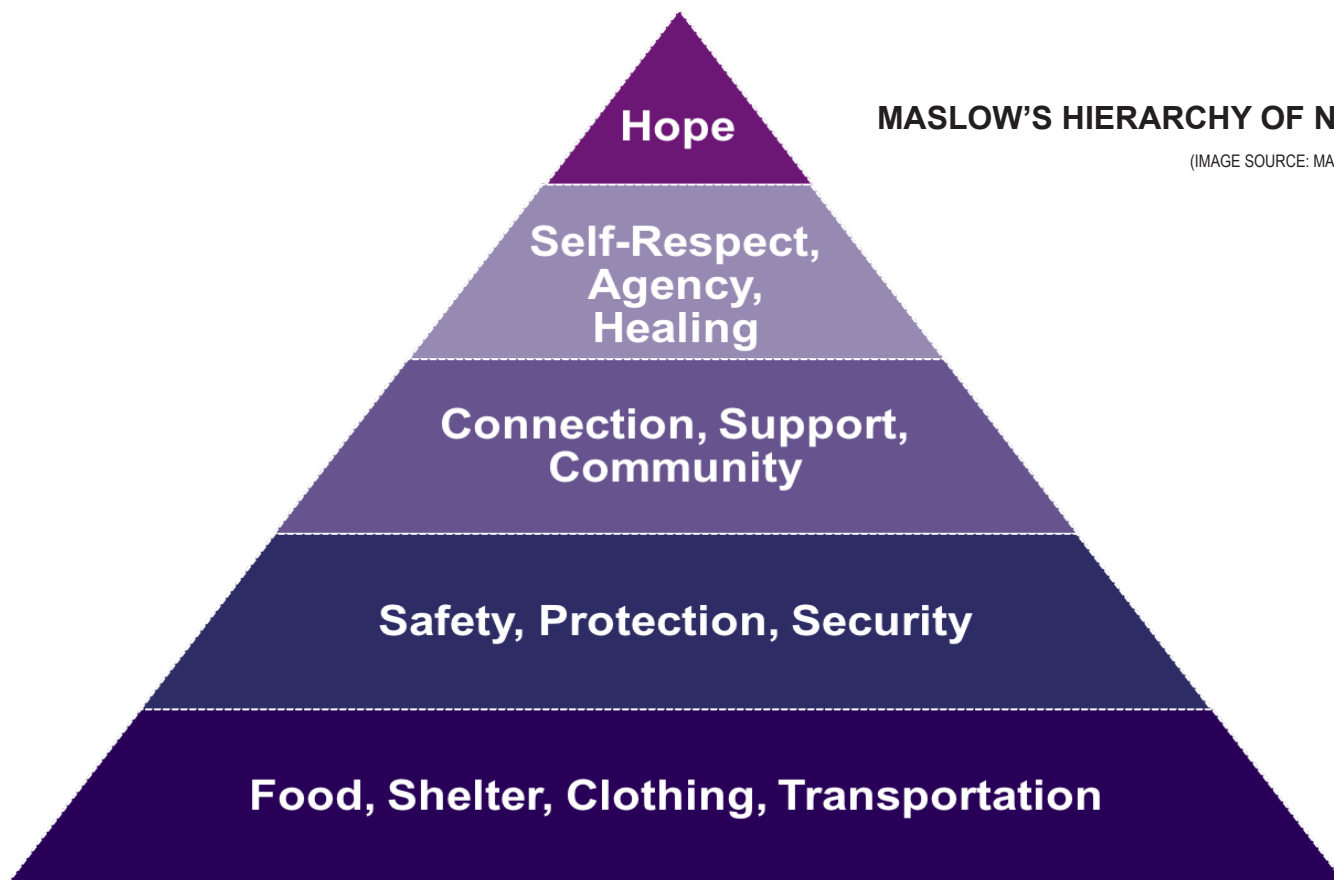 Hope
MASLOW’S HIERARCHY OF N
(IMAGE SOURCE: MA
Self-Respect,
Agency,
Healing
Connection, Support,
Community
Safety, Protection, Security
Food, Shelter, Clothing, Transportation